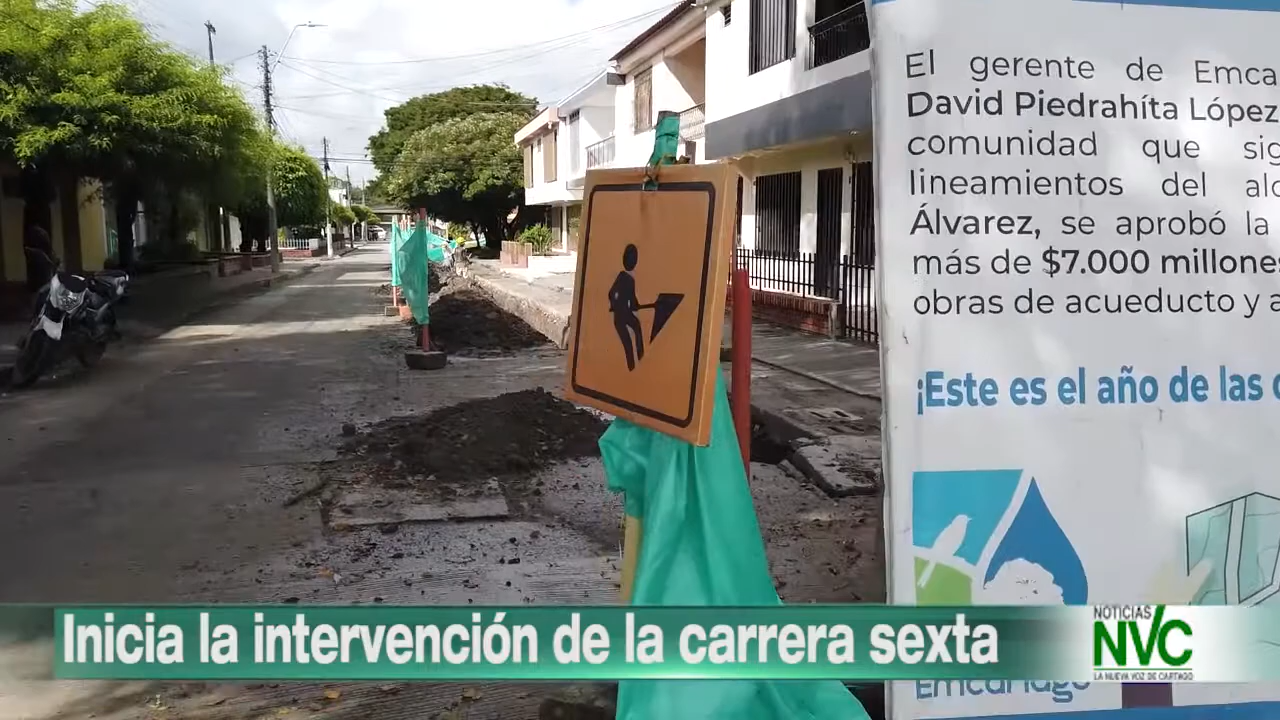 El gerente de Emca
David Piedrahíta López,
comunidad que sig
lineamientos del alc
Álvarez, se aprobó la
más de $7.000 millones
obras de acueducto y a
¡Este es el año de las
Inicia la intervención de la carrera sexta
NOTICIAS
NVC
LA NUEVA VOZ DE CARTAGO
Emcartago